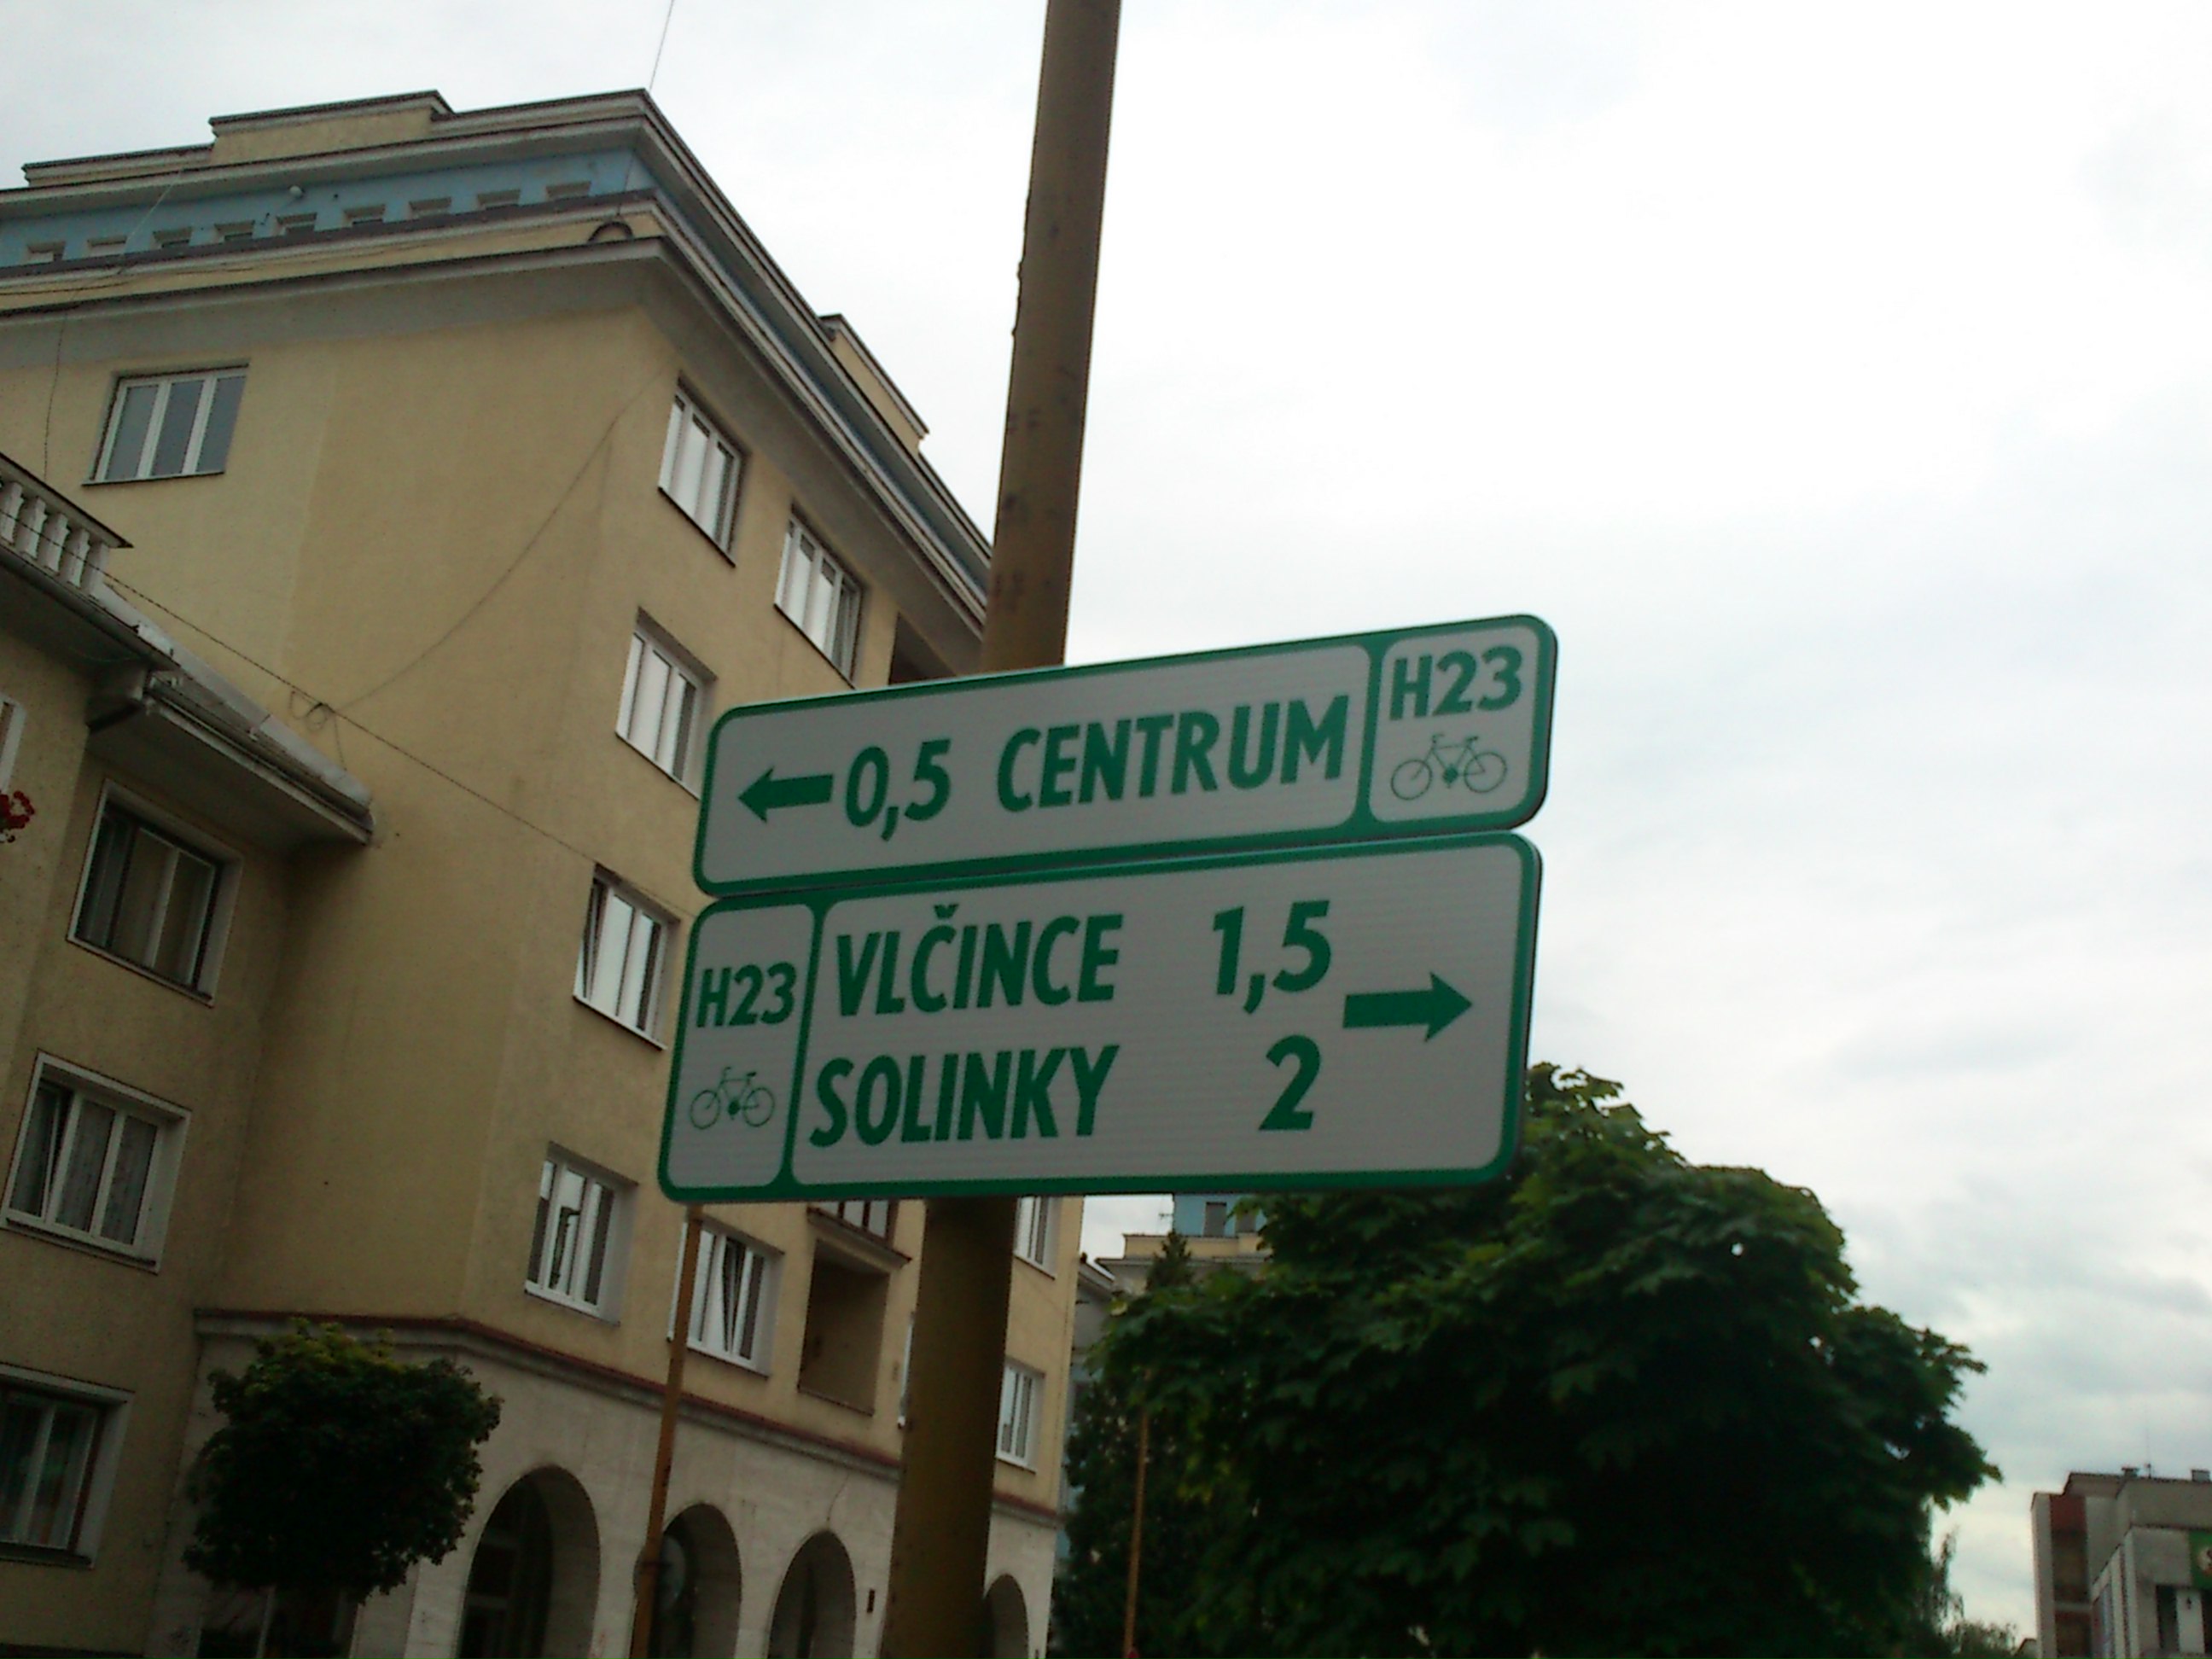 0,5 CENTRUM H23
H23 VLČINCE 1,5
SOLINKY 2